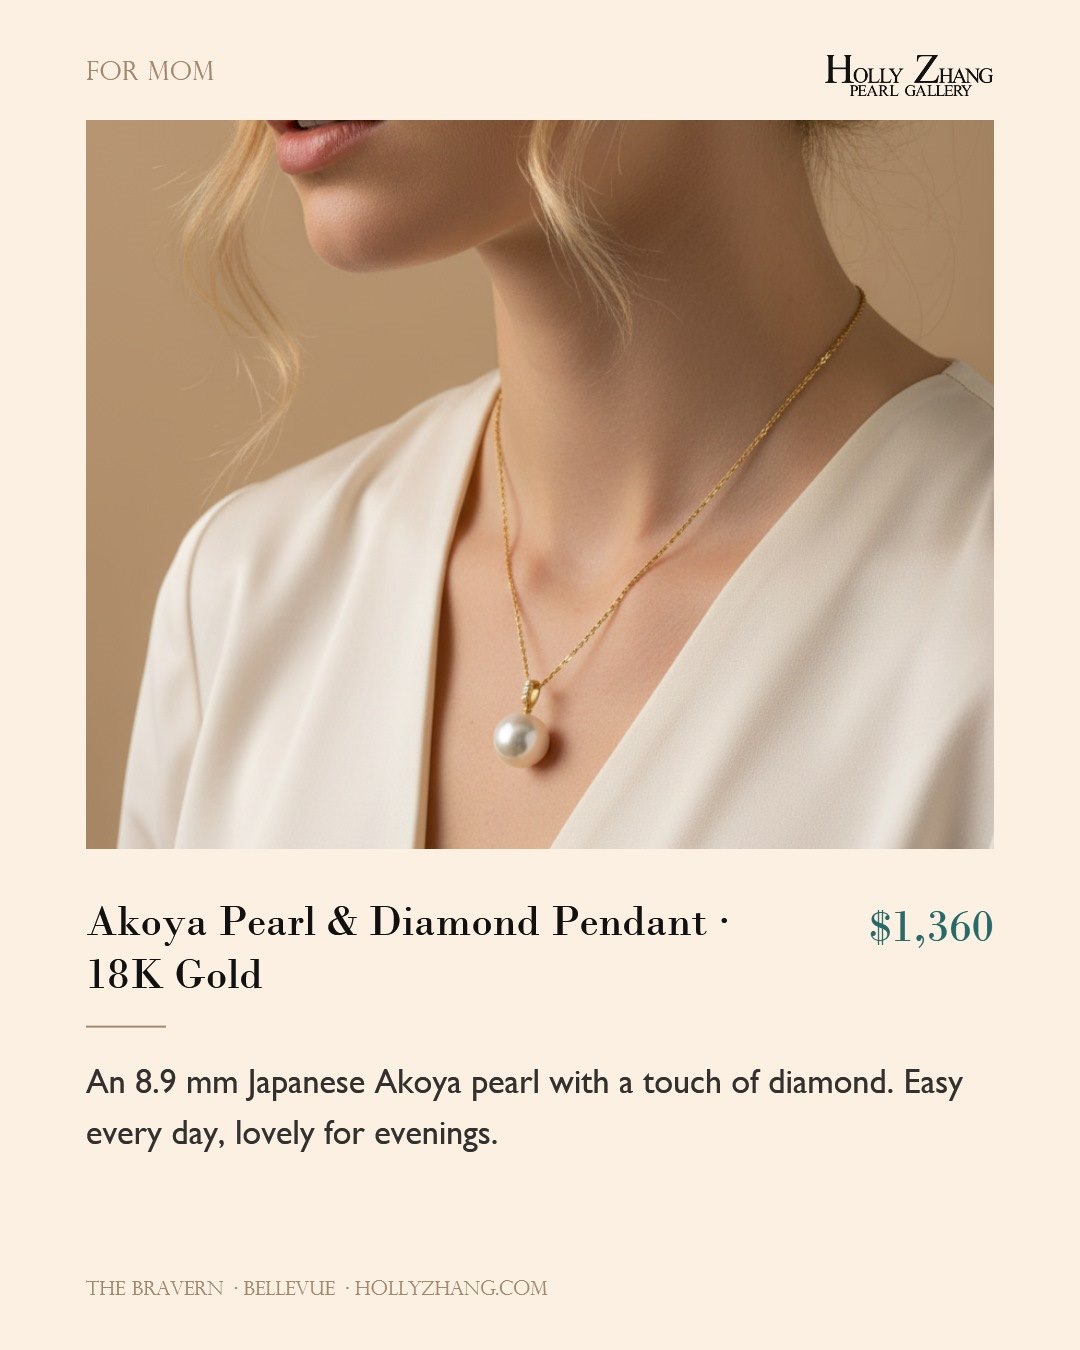 FOR MOM
HOLLY ZHANG
PEARL GALLERY
Akoya Pearl & Diamond Pendant ·
18K Gold
$1,360
An 8.9 mm Japanese Akoya pearl with a touch of diamond. Easy
every day, lovely for evenings.
THE BRAVERN · BELLEVUE · HOLLYZHANG.COM